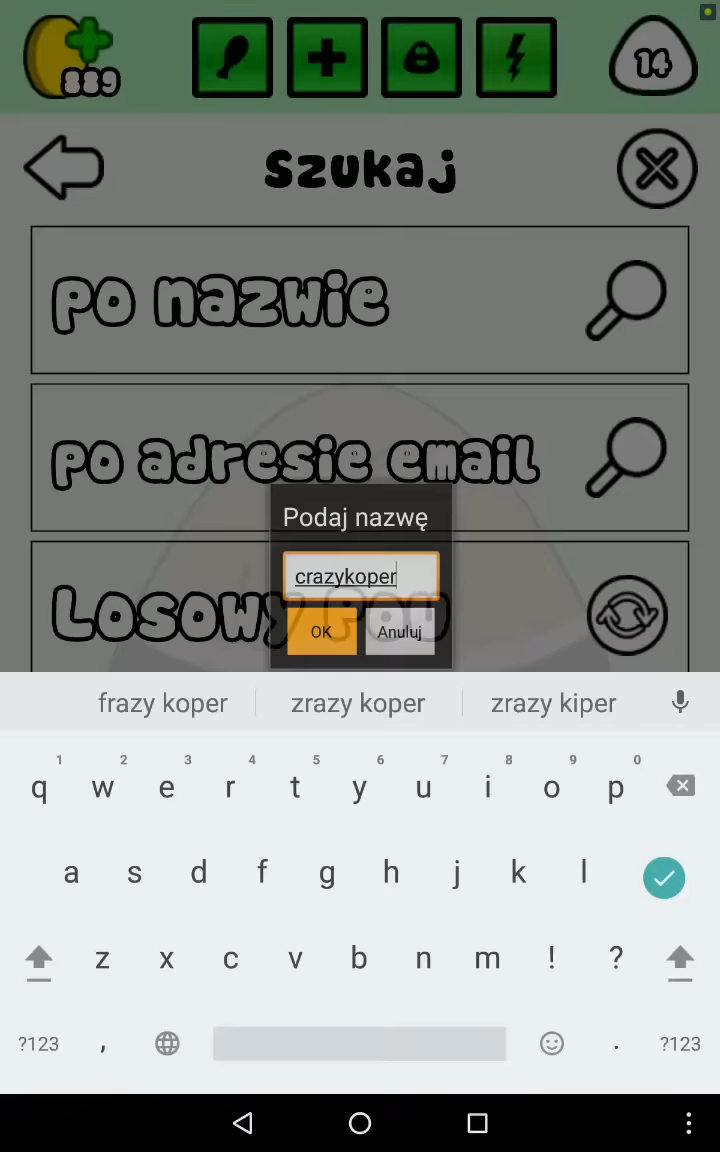 889
14
Szukaj
Po nazwie
Po adresie email
Losowy Pou
Podaj nazwę
crazykoper
OK
Anuluj
frazy koper
zrazy koper
zrazy kiper
1 2 3 4 5 6 7 8 9 0
q w e r t y u i o p
a s d f g h j k l
z x c v b n m ! ?
?123 , . ?123